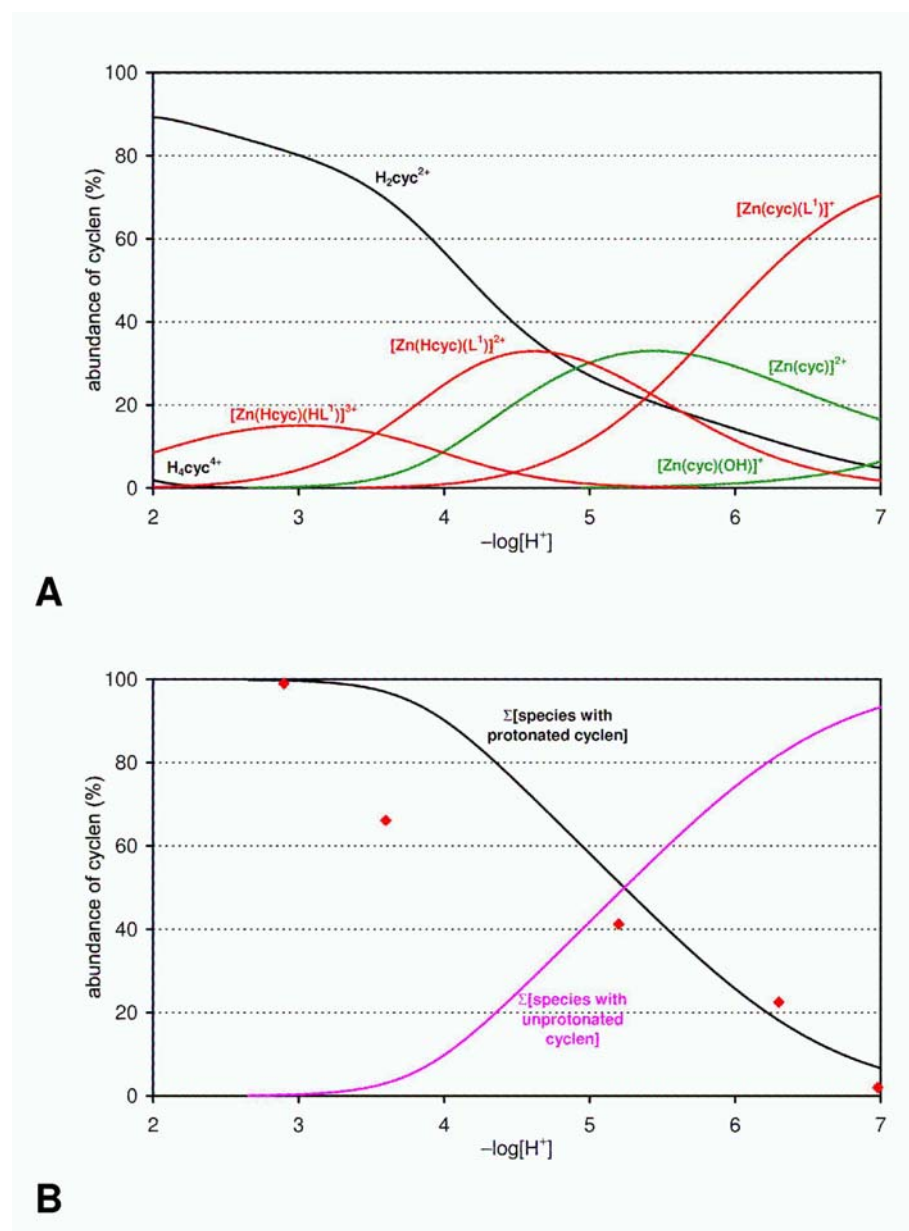 100
80
60
40
20
0
abundance of cyclen (%)
H₂cyc²⁺
[Zn(cyc)(L¹)]⁺
[Zn(Hcyc)(L¹)]²⁺
[Zn(cyc)]²⁺
[Zn(Hcyc)(HL¹)]³⁺
H₄cyc⁴⁺
[Zn(cyc)(OH)]⁺
2 3 4 5 6 7
–log[H⁺]
A
100
80
60
40
20
0
abundance of cyclen (%)
Σ[species with
protonated cyclen]
Σ[species with
unprotonated
cyclen]
2 3 4 5 6 7
–log[H⁺]
B